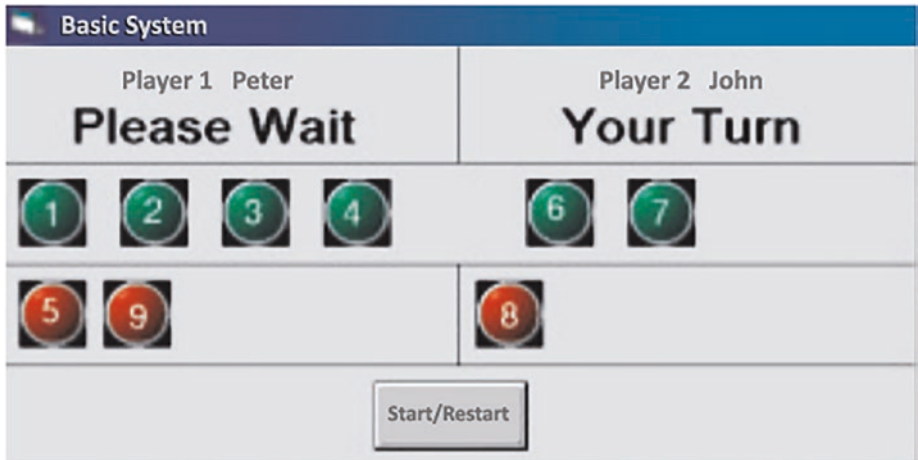 Basic System
Player 1 Peter Player 2 John
Please Wait Your Turn
1 2 3 4 6 7
5 9 8
Start/Restart